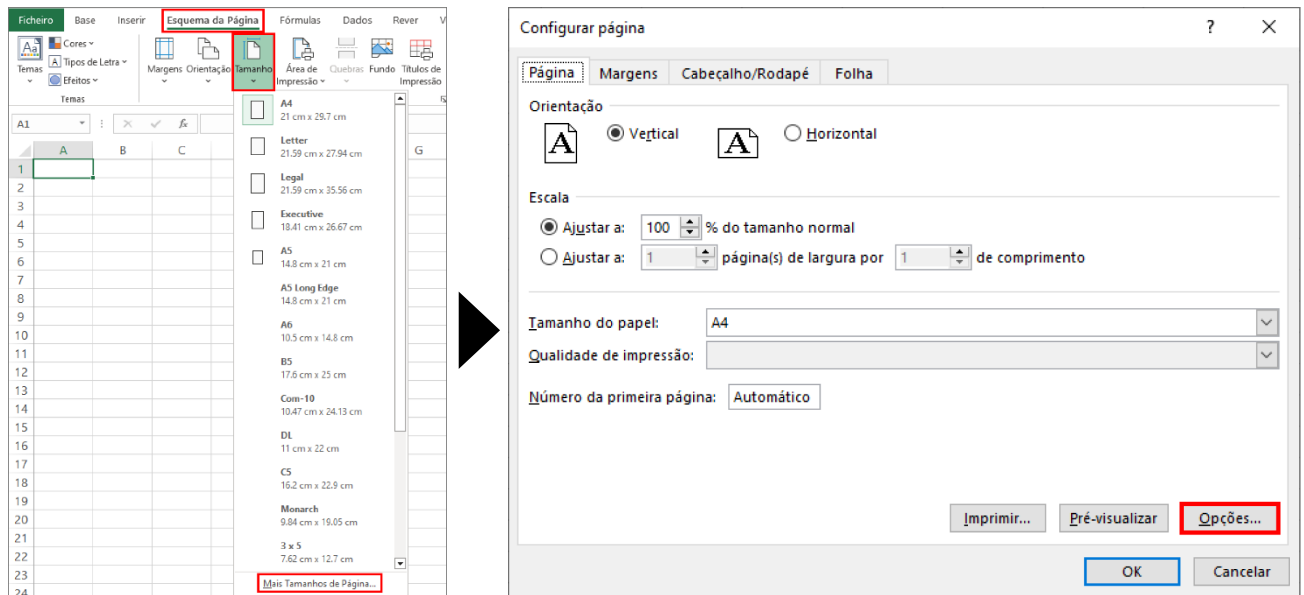 Ficheiro Base Inserir Esquema da Página Fórmulas Dados Rever V
Aa
Temas
Cores
A Tipos de Letra
Efeitos
Temas
Margens Orientação Tamanho Área de Impressão Quebras Fundo Títulos de Impressão
A1 fx
A B C G
1
2
3
4
5
6
7
8
9
10
11
12
13
14
15
16
17
18
19
20
21
22
23
24
A4
21 cm x 29.7 cm
Letter
21.59 cm x 27.94 cm
Legal
21.59 cm x 35.56 cm
Executive
18.41 cm x 26.67 cm
A5
14.8 cm x 21 cm
A5 Long Edge
14.8 cm x 21 cm
A6
10.5 cm x 14.8 cm
B5
17.6 cm x 25 cm
Com-10
10.47 cm x 24.13 cm
DL
11 cm x 22 cm
C5
16.2 cm x 22.9 cm
Monarch
9.84 cm x 19.05 cm
3 x 5
7.62 cm x 12.7 cm
Mais Tamanhos de Página...
Configurar página ? ×
Página Margens Cabeçalho/Rodapé Folha
Orientação
A Vertical A Horizontal
Escala
Ajustar a: 100 % do tamanho normal
Ajustar a: 1 página(s) de largura por 1 de comprimento
Tamanho do papel: A4
Qualidade de impressão:
Número da primeira página: Automático
Imprimir... Pré-visualizar Opções...
OK Cancelar